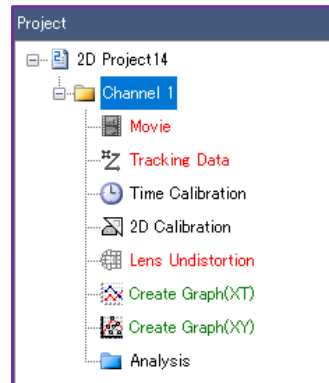 Project
2D Project14
Channel 1
Movie
Tracking Data
Time Calibration
2D Calibration
Lens Undistortion
Create Graph(XT)
Create Graph(XY)
Analysis